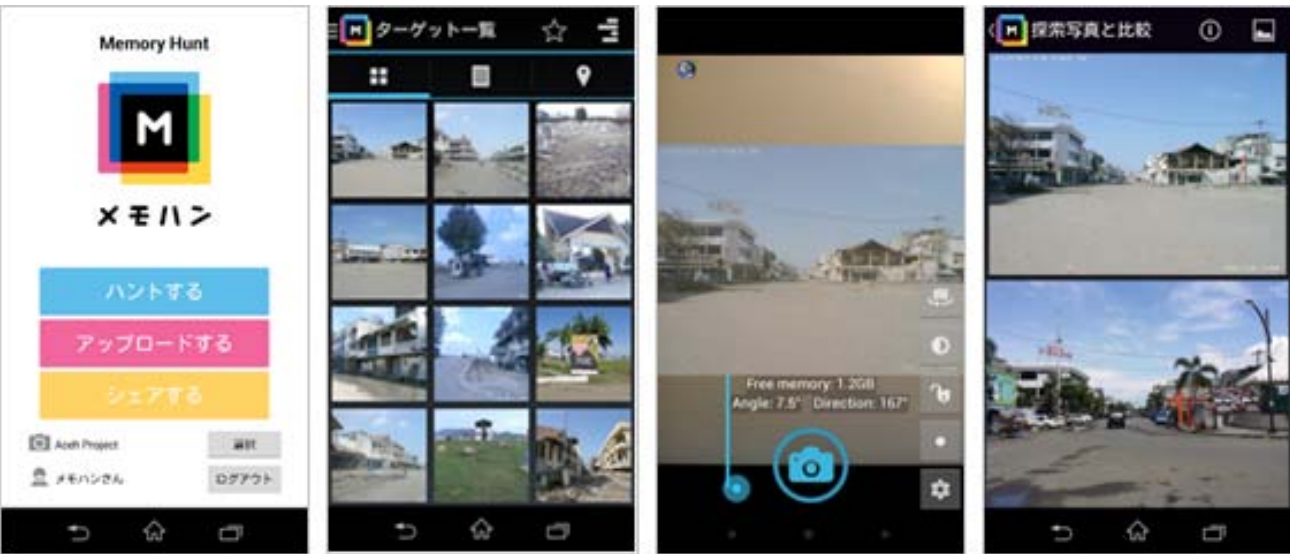 Memory Hunt
M
メモハン
ハントする
アップロードする
シェアする
Aceh Project
選択
メモハンさん
ログアウト
M ターゲット一覧
Free memory: 1.2GB
Angle: 7.5° Direction: 167°
M 探索写真と比較